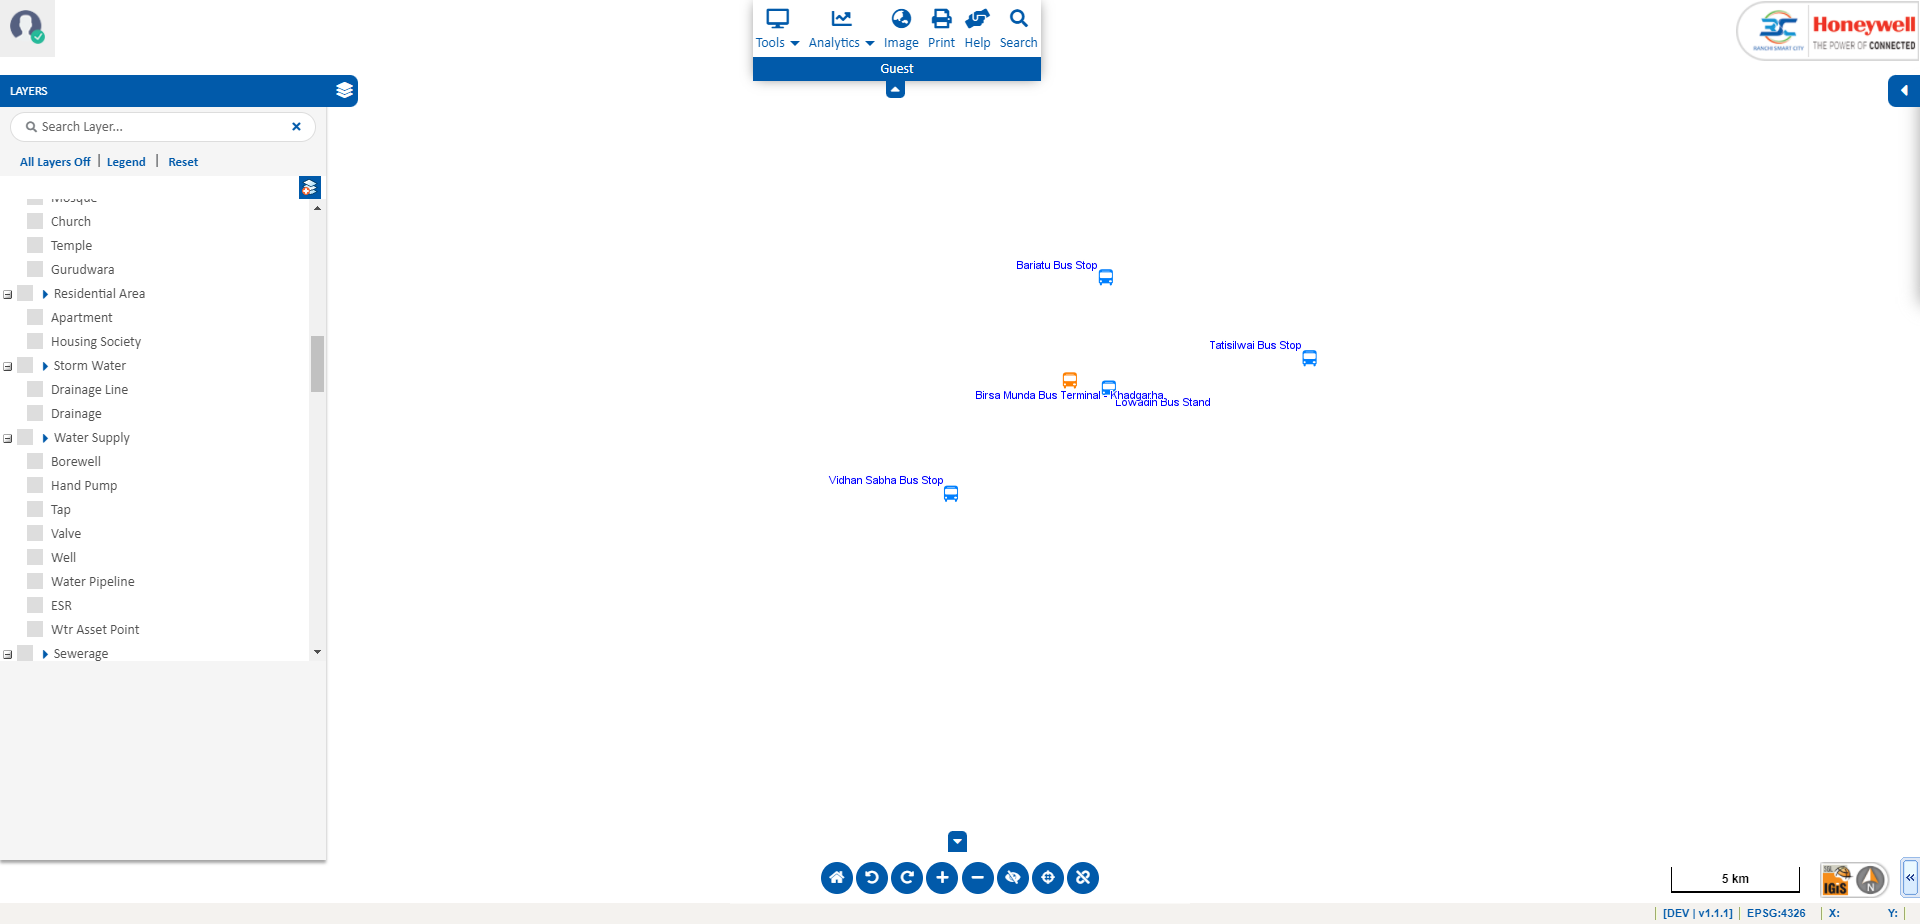 Tools
Analytics
Image
Print
Help
Search
Guest
RANCHI SMART CITY
Honeywell
THE POWER OF CONNECTED
LAYERS
Search Layer...
All Layers Off | Legend | Reset
Mosque
Church
Temple
Gurudwara
Residential Area
Apartment
Housing Society
Storm Water
Drainage Line
Drainage
Water Supply
Borewell
Hand Pump
Tap
Valve
Well
Water Pipeline
ESR
Wtr Asset Point
Sewerage
Bariatu Bus Stop
Tatisilwai Bus Stop
Birsa Munda Bus Terminal - Khadgarha
Lowadih Bus Stand
Vidhan Sabha Bus Stop
5 km
IGiS
N
[DEV | v1.1.1] EPSG:4326 X: Y: